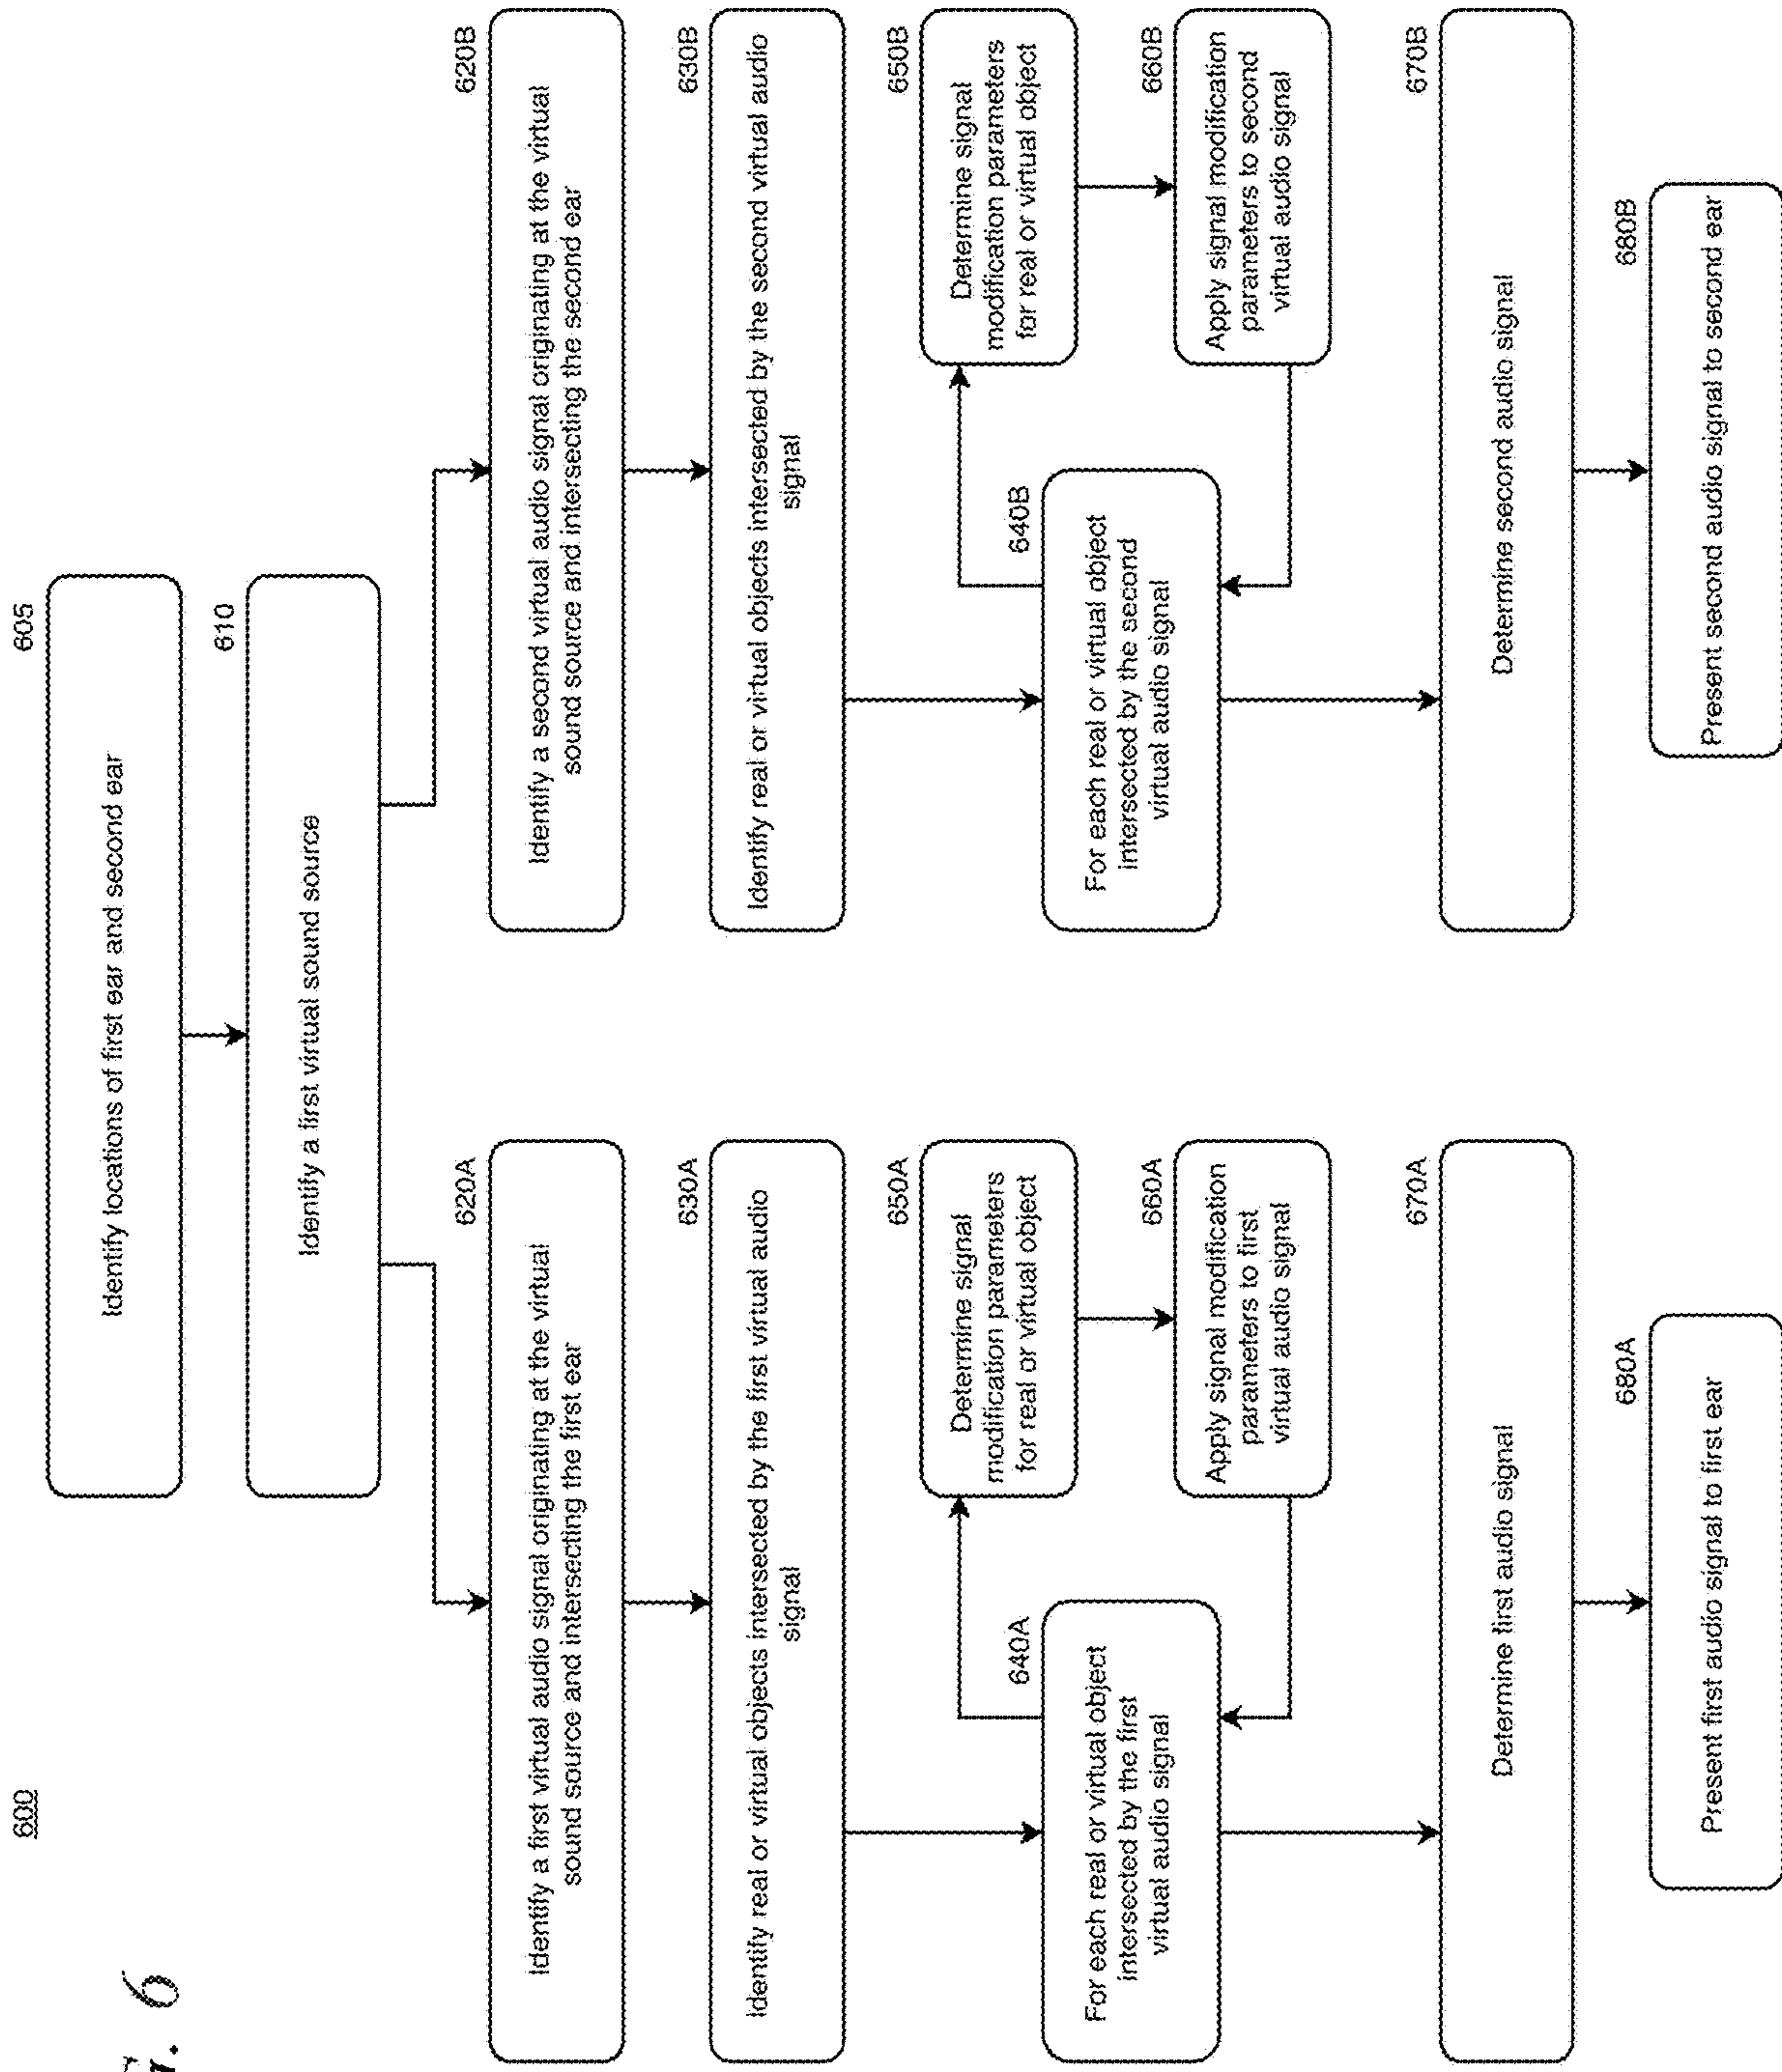 600
6
605
Identify locations of first ear and second ear
610
Identify a first virtual sound source
620A
Identify a first virtual audio signal originating at the virtual
sound source and intersecting the first ear
630A
Identify real or virtual objects intersected by the first virtual audio
signal
640A
For each real or virtual object
intersected by the first
virtual audio signal
650A
Determine signal
modification parameters
for real or virtual object
660A
Apply signal modification
parameters to first
virtual audio signal
670A
Determine first audio signal
680A
Present first audio signal to first ear
620B
Identify a second virtual audio signal originating at the virtual
sound source and intersecting the second ear
630B
Identify real or virtual objects intersected by the second virtual audio
signal
640B
For each real or virtual object
intersected by the second
virtual audio signal
650B
Determine signal
modification parameters
for real or virtual object
660B
Apply signal modification
parameters to second
virtual audio signal
670B
Determine second audio signal
680B
Present second audio signal to second ear